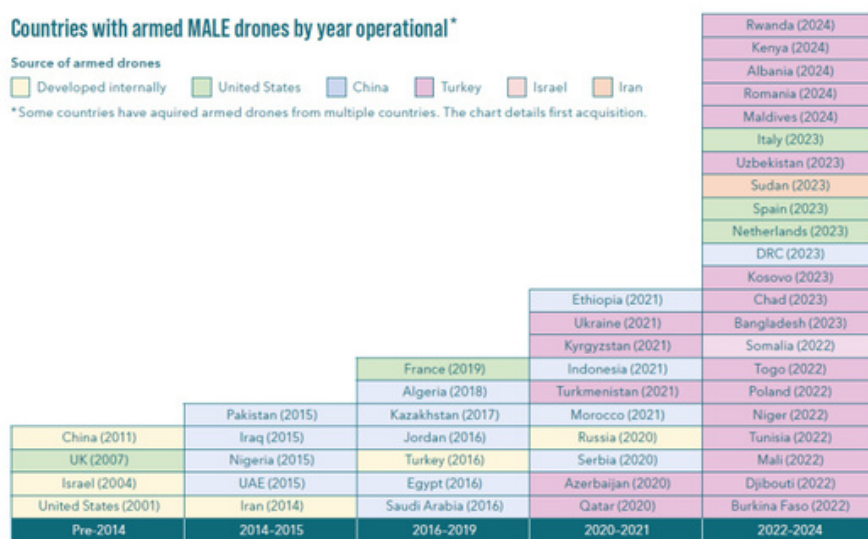 Countries with armed MALE drones by year operational*
Source of armed drones
Developed internally United States China Turkey Israel Iran
*Some countries have aquired armed drones from multiple countries. The chart details first acquisition.
China (2011)
UK (2007)
Israel (2004)
United States (2001)
Pre-2014
Pakistan (2015)
Iraq (2015)
Nigeria (2015)
UAE (2015)
Iran (2014)
2014–2015
France (2019)
Algeria (2018)
Kazakhstan (2017)
Jordan (2016)
Turkey (2016)
Egypt (2016)
Saudi Arabia (2016)
2016–2019
Ethiopia (2021)
Ukraine (2021)
Kyrgyzstan (2021)
Indonesia (2021)
Turkmenistan (2021)
Morocco (2021)
Russia (2020)
Serbia (2020)
Azerbaijan (2020)
Qatar (2020)
2020–2021
Rwanda (2024)
Kenya (2024)
Albania (2024)
Romania (2024)
Maldives (2024)
Italy (2023)
Uzbekistan (2023)
Sudan (2023)
Spain (2023)
Netherlands (2023)
DRC (2023)
Kosovo (2023)
Chad (2023)
Bangladesh (2023)
Somalia (2022)
Togo (2022)
Poland (2022)
Niger (2022)
Tunisia (2022)
Mali (2022)
Djibouti (2022)
Burkina Faso (2022)
2022–2024